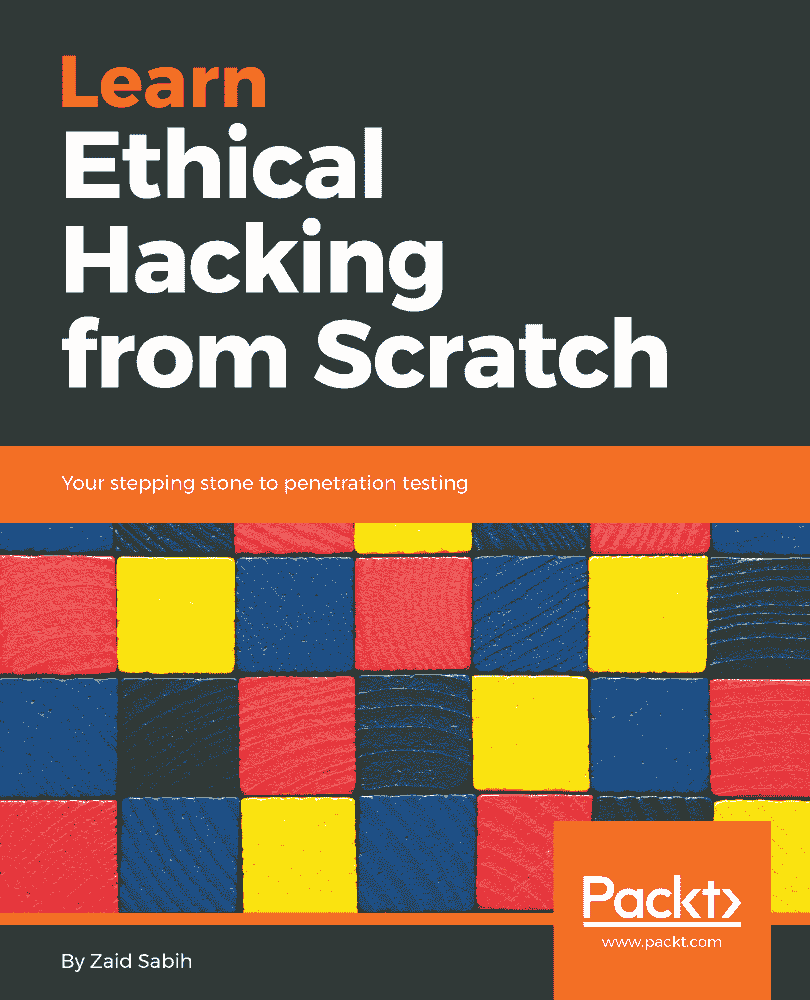 Learn
Ethical
Hacking
from Scratch
Your stepping stone to penetration testing
Packt>
www.packt.com
By Zaid Sabih